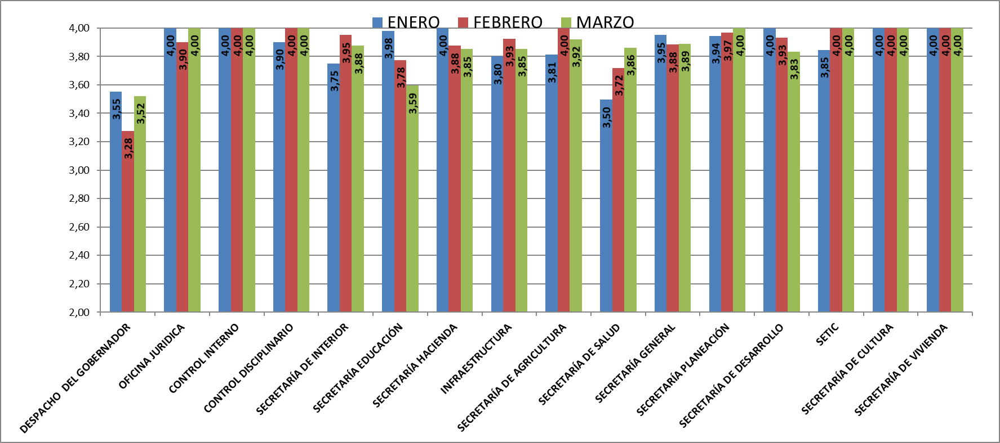 ENERO FEBRERO MARZO
4,00
3,80
3,60
3,40
3,20
3,00
2,80
2,60
2,40
2,20
2,00
3,55 3,28 3,52
4,00 3,90 4,00
4,00 4,00 4,00
3,90 4,00 4,00
3,75 3,95 3,88
3,98 3,78 3,59
4,00 3,88 3,85
3,80 3,93 3,85
3,81 4,00 3,92
3,50 3,72 3,86
3,95 3,88 3,89
3,94 3,97 4,00
4,00 3,93 3,83
3,85 4,00 4,00
4,00 4,00 4,00
4,00 4,00 4,00
DESPACHO DEL GOBERNADOR
OFICINA JURIDICA
CONTROL INTERNO
CONTROL DISCIPLINARIO
SECRETARÍA DE INTERIOR
SECRETARÍA EDUCACIÓN
SECRETARÍA HACIENDA
INFRAESTRUCTURA
SECRETARÍA DE AGRICULTURA
SECRETARÍA DE SALUD
SECRETARÍA GENERAL
SECRETARÍA PLANEACIÓN
SECRETARÍA DE DESARROLLO
SETIC
SECRETARÍA DE CULTURA
SECRETARÍA DE VIVIENDA